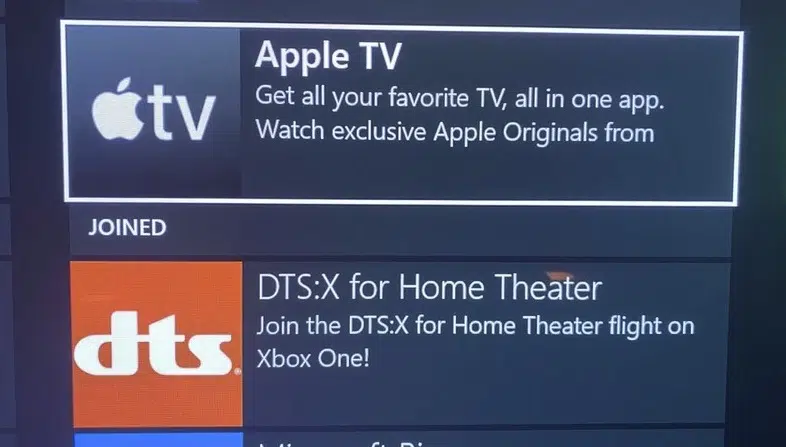 Apple TV
tv
Get all your favorite TV, all in one app.
Watch exclusive Apple Originals from
JOINED
DTS:X for Home Theater
dts
Join the DTS:X for Home Theater flight on
Xbox One!